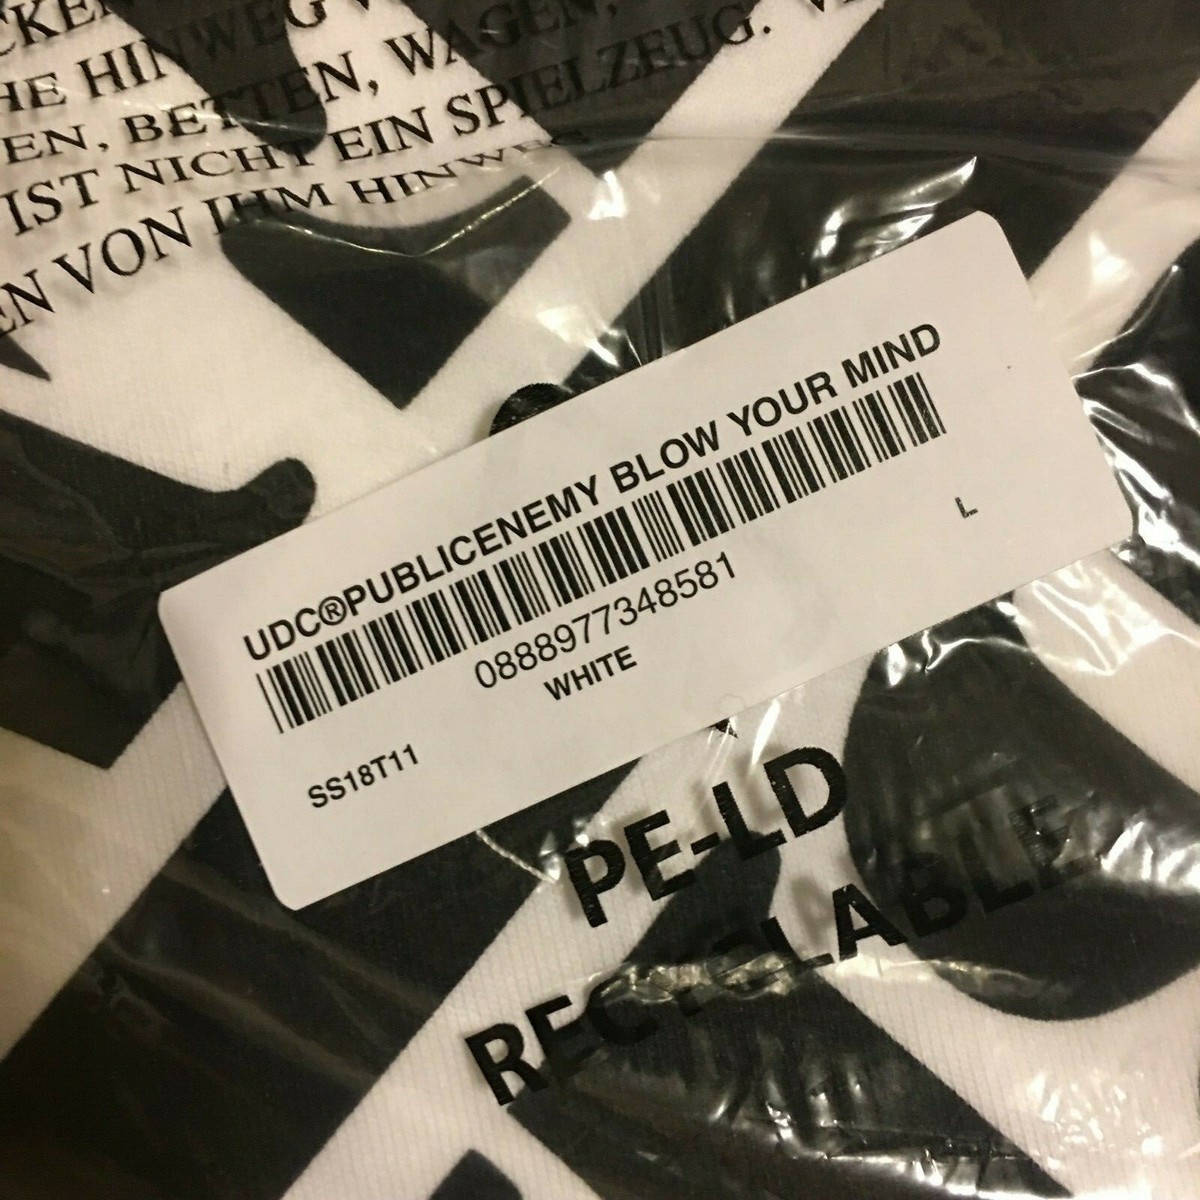 HE HINWEG
EN, BETTEN, WAGEN,
IST NICHT EIN SPIELZEUG.
EN VON IHM HINWEG
UDC®PUBLICENEMY BLOW YOUR MIND
0888977348581
WHITE
L
SS18T11
PE-LD
RECYCLABLE